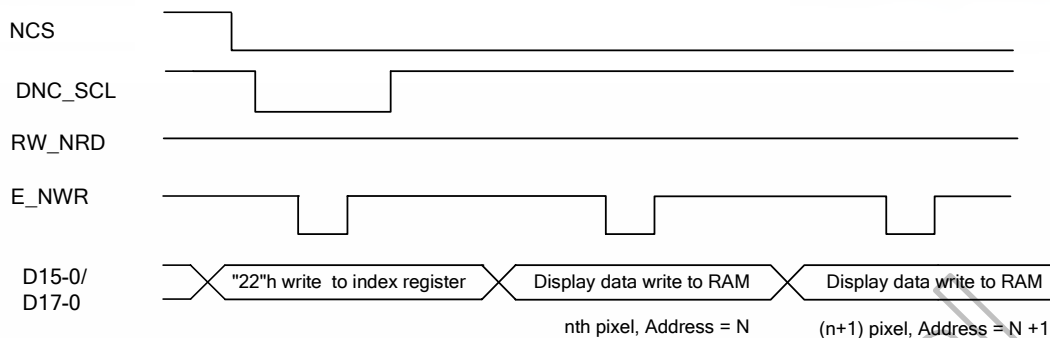 NCS
DNC_SCL
RW_NRD
E_NWR
D15-0/
D17-0
"22"h write to index register
Display data write to RAM
Display data write to RAM
nth pixel, Address = N
(n+1) pixel, Address = N +1